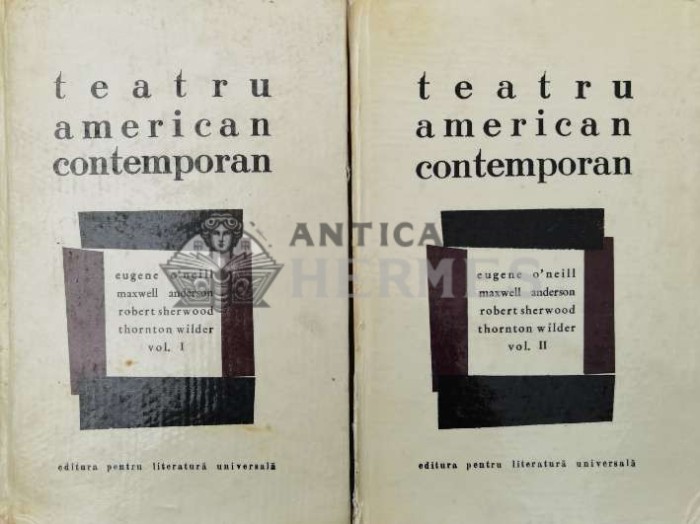 teatru
american
contemporan
eugene o'neill
maxwell anderson
robert sherwood
thornton wilder
vol. I
editura pentru literatură universală
teatru
american
contemporan
eugene o'neill
maxwell anderson
robert sherwood
thornton wilder
vol. II
editura pentru literatură universală
ANTICA
HERMES